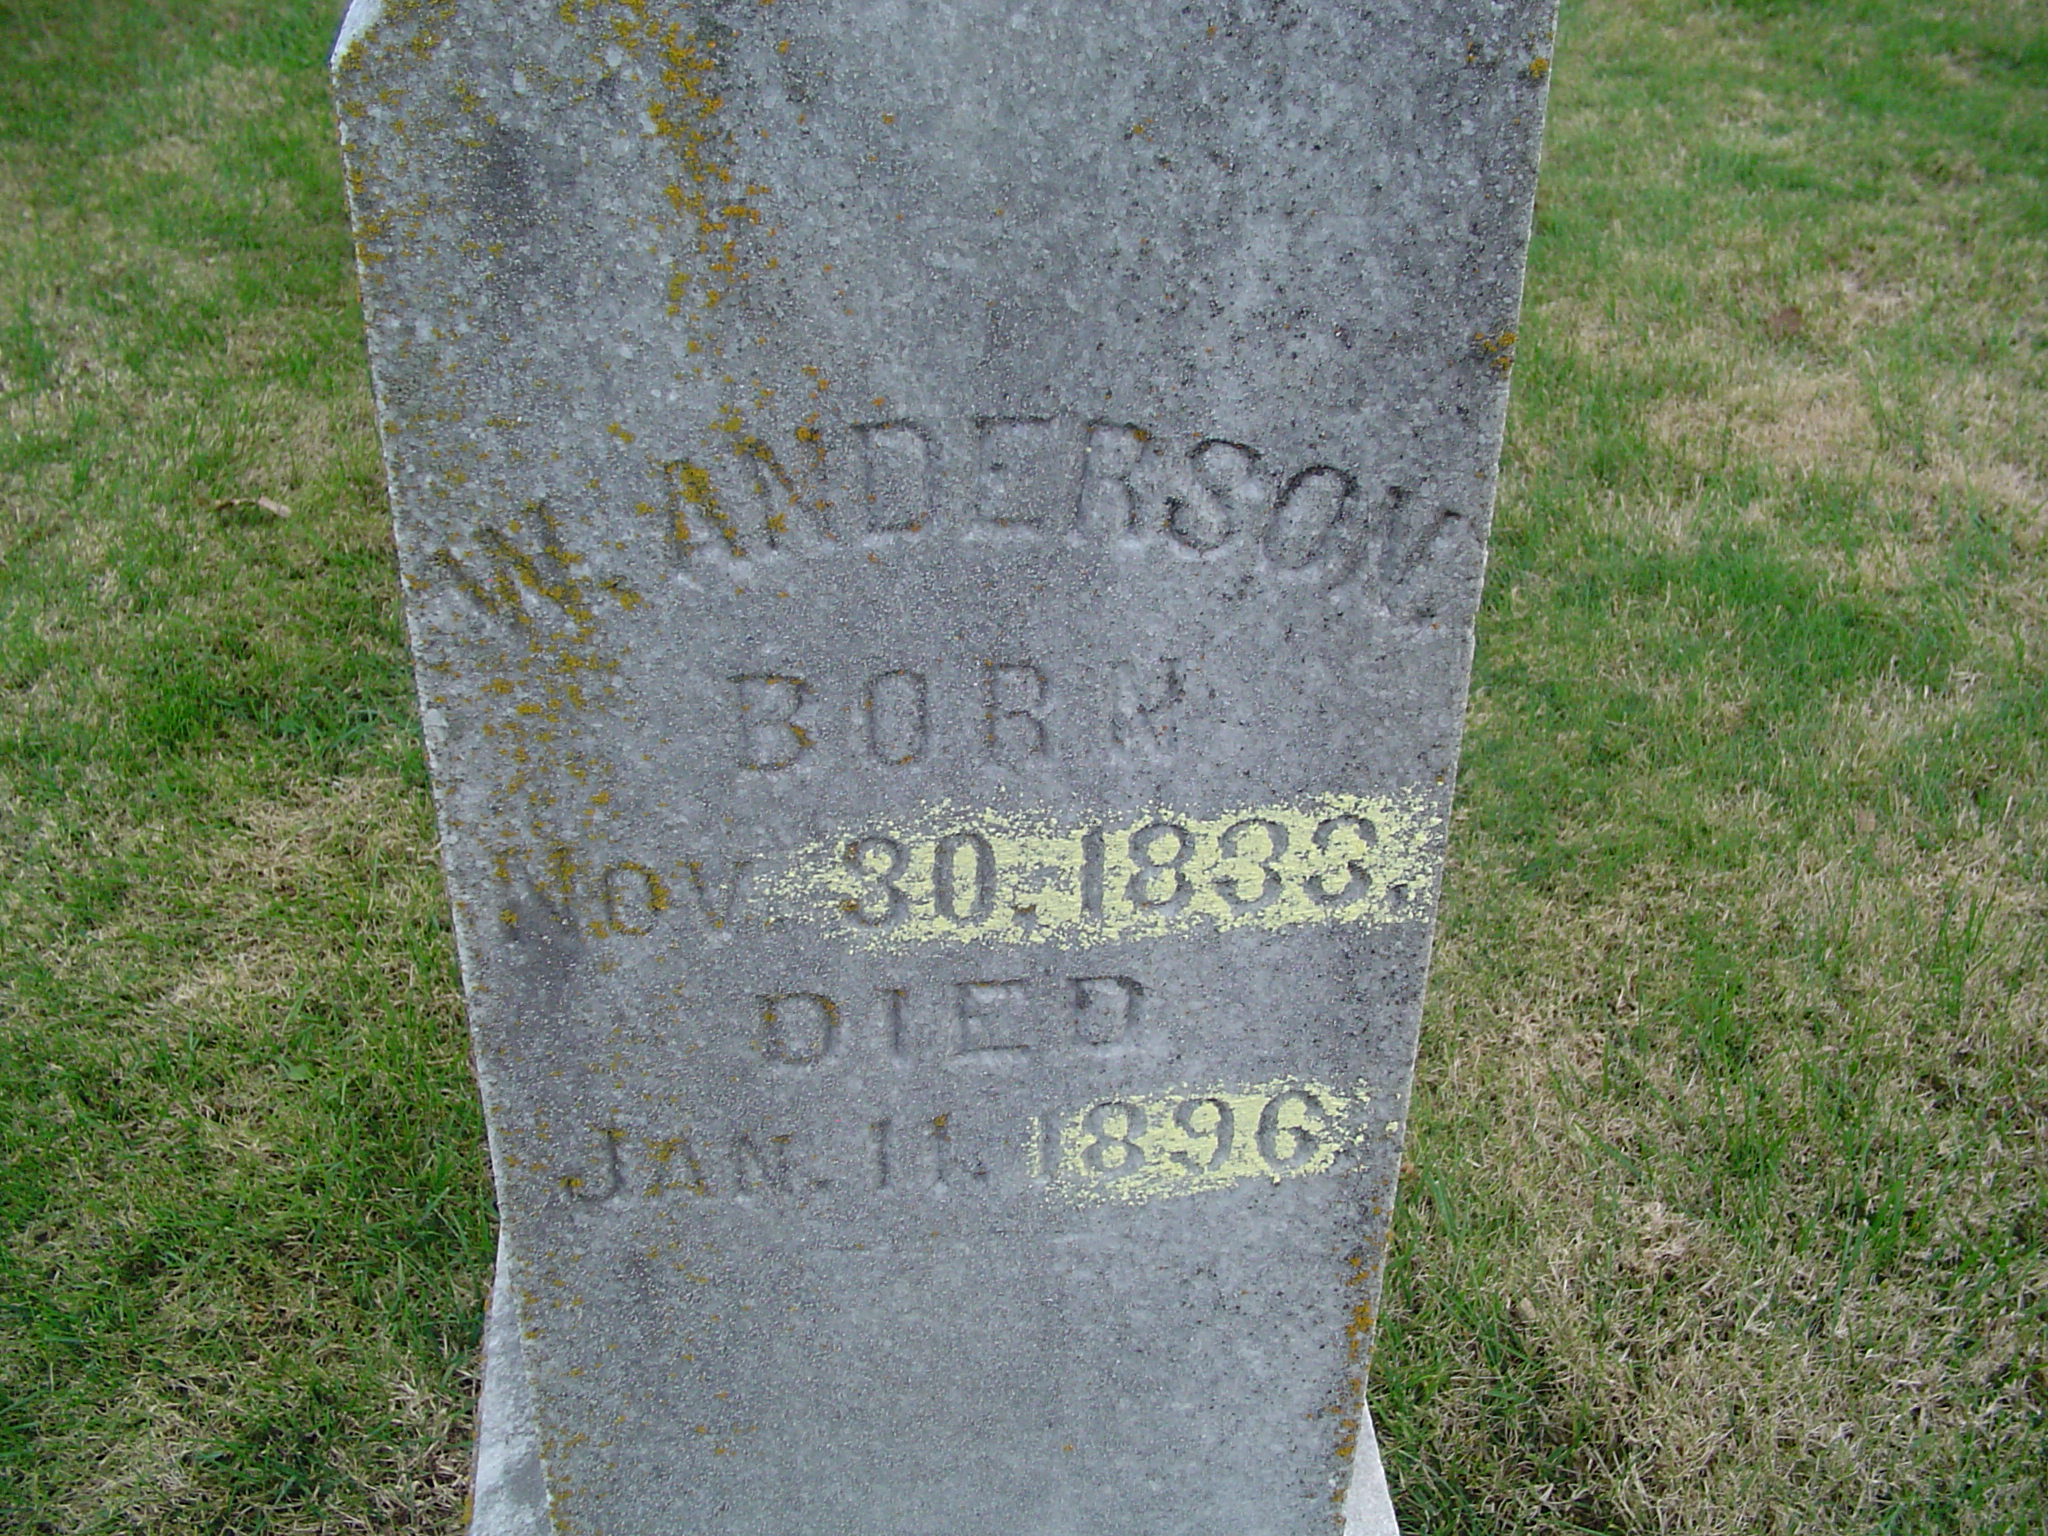 W. ANDERSON
BORN
NOV. 30, 1833.
DIED
JAN. 11, 1896